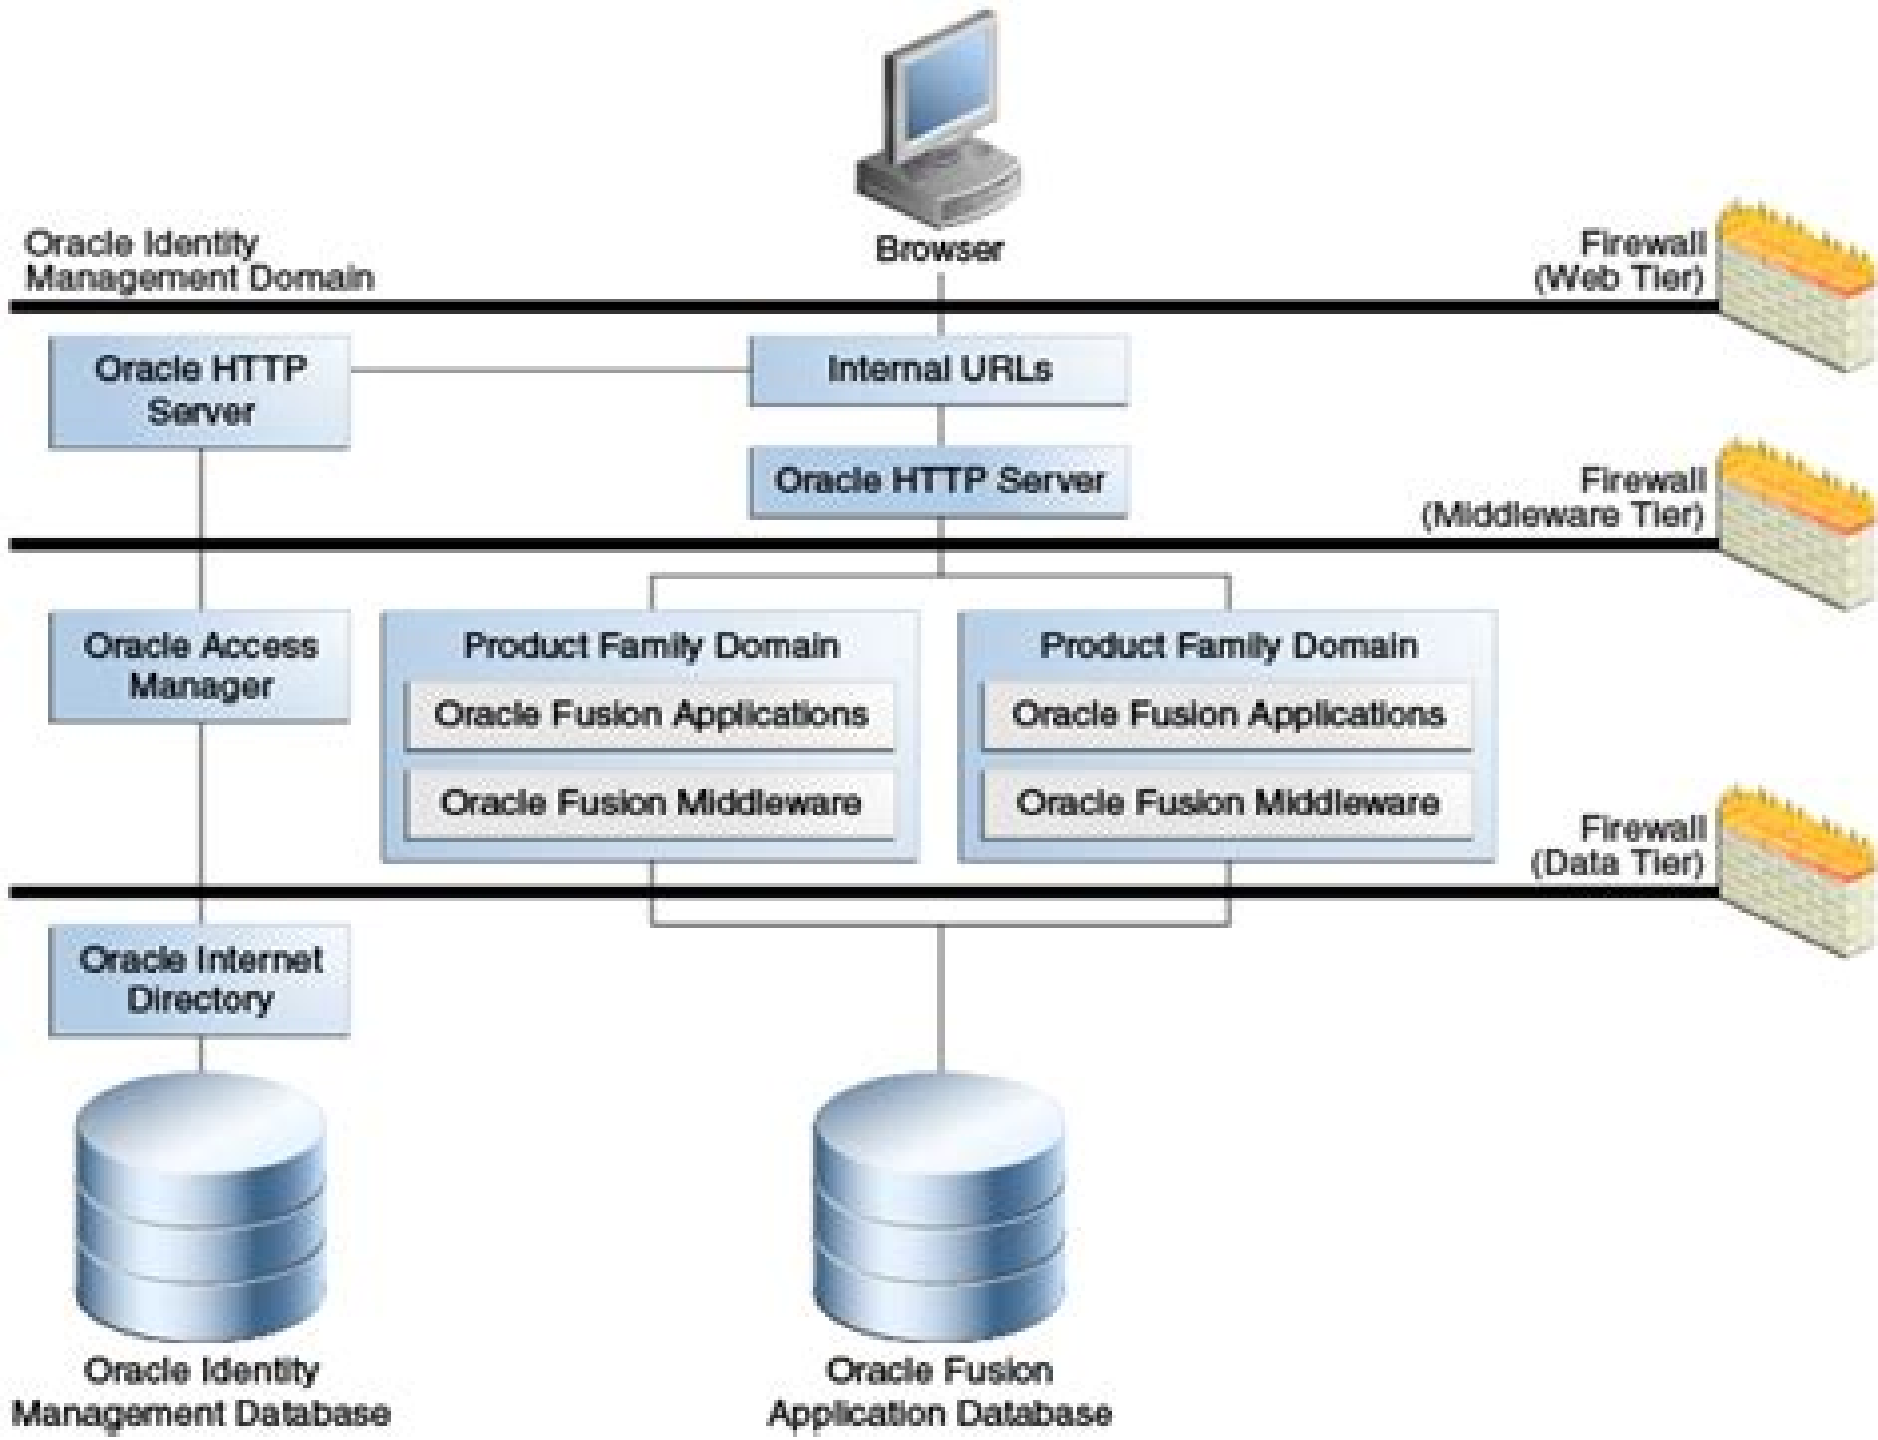 Browser
Oracle Identity
Management Domain
Firewall
(Web Tier)
Oracle HTTP
Server
Internal URLs
Oracle HTTP Server
Firewall
(Middleware Tier)
Oracle Access
Manager
Product Family Domain
Oracle Fusion Applications
Oracle Fusion Middleware
Product Family Domain
Oracle Fusion Applications
Oracle Fusion Middleware
Firewall
(Data Tier)
Oracle Internet
Directory
Oracle Identity
Management Database
Oracle Fusion
Application Database